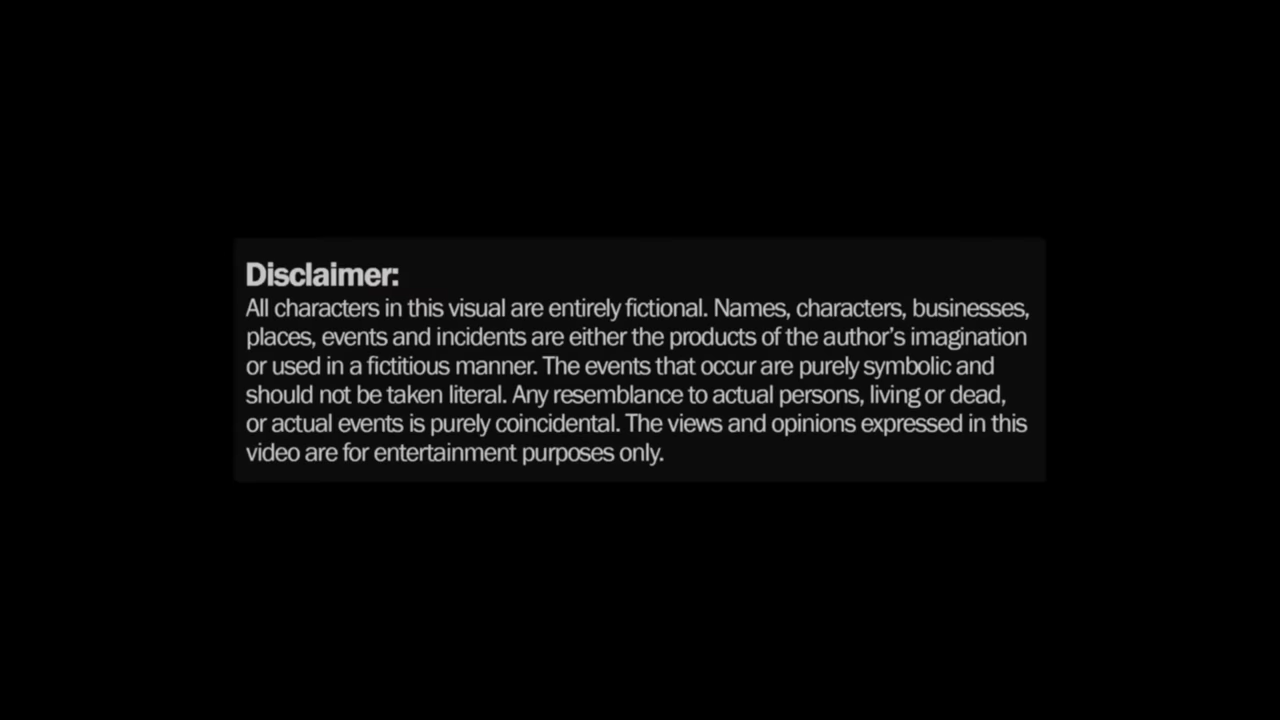 Disclaimer:
All characters in this visual are entirely fictional. Names, characters, businesses,
places, events and incidents are either the products of the author's imagination
or used in a fictitious manner. The events that occur are purely symbolic and
should not be taken literal. Any resemblance to actual persons, living or dead,
or actual events is purely coincidental. The views and opinions expressed in this
video are for entertainment purposes only.